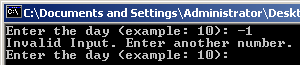 C:\Documents and Settings\Administrator\Deskt
Enter the day (example: 10): -1
Invalid Input. Enter another number.
Enter the day (example: 10):